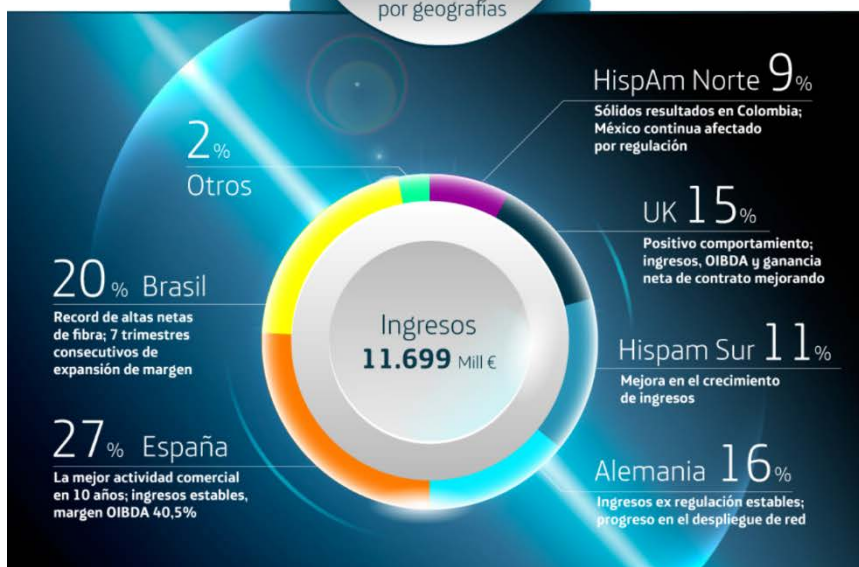 por geografías
HispAm Norte 9%
Sólidos resultados en Colombia;
México continua afectado
por regulación
2%
Otros
UK 15%
Positivo comportamiento;
ingresos, OIBDA y ganancia
neta de contrato mejorando
20% Brasil
Record de altas netas
de fibra; 7 trimestres
consecutivos de
expansión de margen
Ingresos
11.699 Mill €
Hispam Sur 11%
Mejora en el crecimiento
de ingresos
27% España
La mejor actividad comercial
en 10 años; ingresos estables,
margen OIBDA 40,5%
Alemania 16%
Ingresos ex regulación estables;
progreso en el despliegue de red